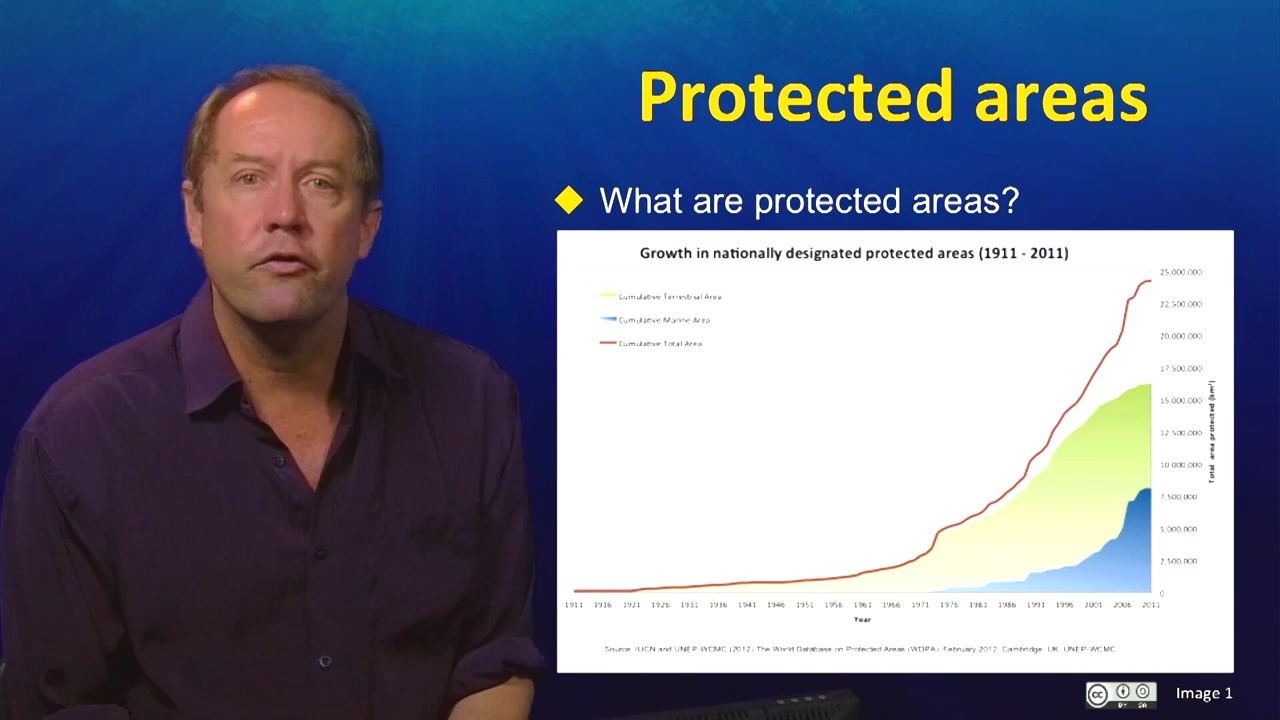 Protected areas
What are protected areas?
Growth in nationally designated protected areas (1911 - 2011)
Cumulative Terrestrial Area
Cumulative Marine Area
Cumulative Total Area
25,000,000
22,500,000
20,000,000
17,500,000
15,000,000
12,500,000
10,000,000
7,500,000
5,000,000
2,500,000
0
Total area protected (km²)
1911 1916 1921 1926 1931 1936 1941 1946 1951 1956 1961 1966 1971 1976 1981 1986 1991 1996 2001 2006 2011
Year
Source: IUCN and UNEP-WCMC (2012) The World Database on Protected Areas (WDPA): February 2012. Cambridge, UK: UNEP-WCMC.
cc BY SA
Image 1